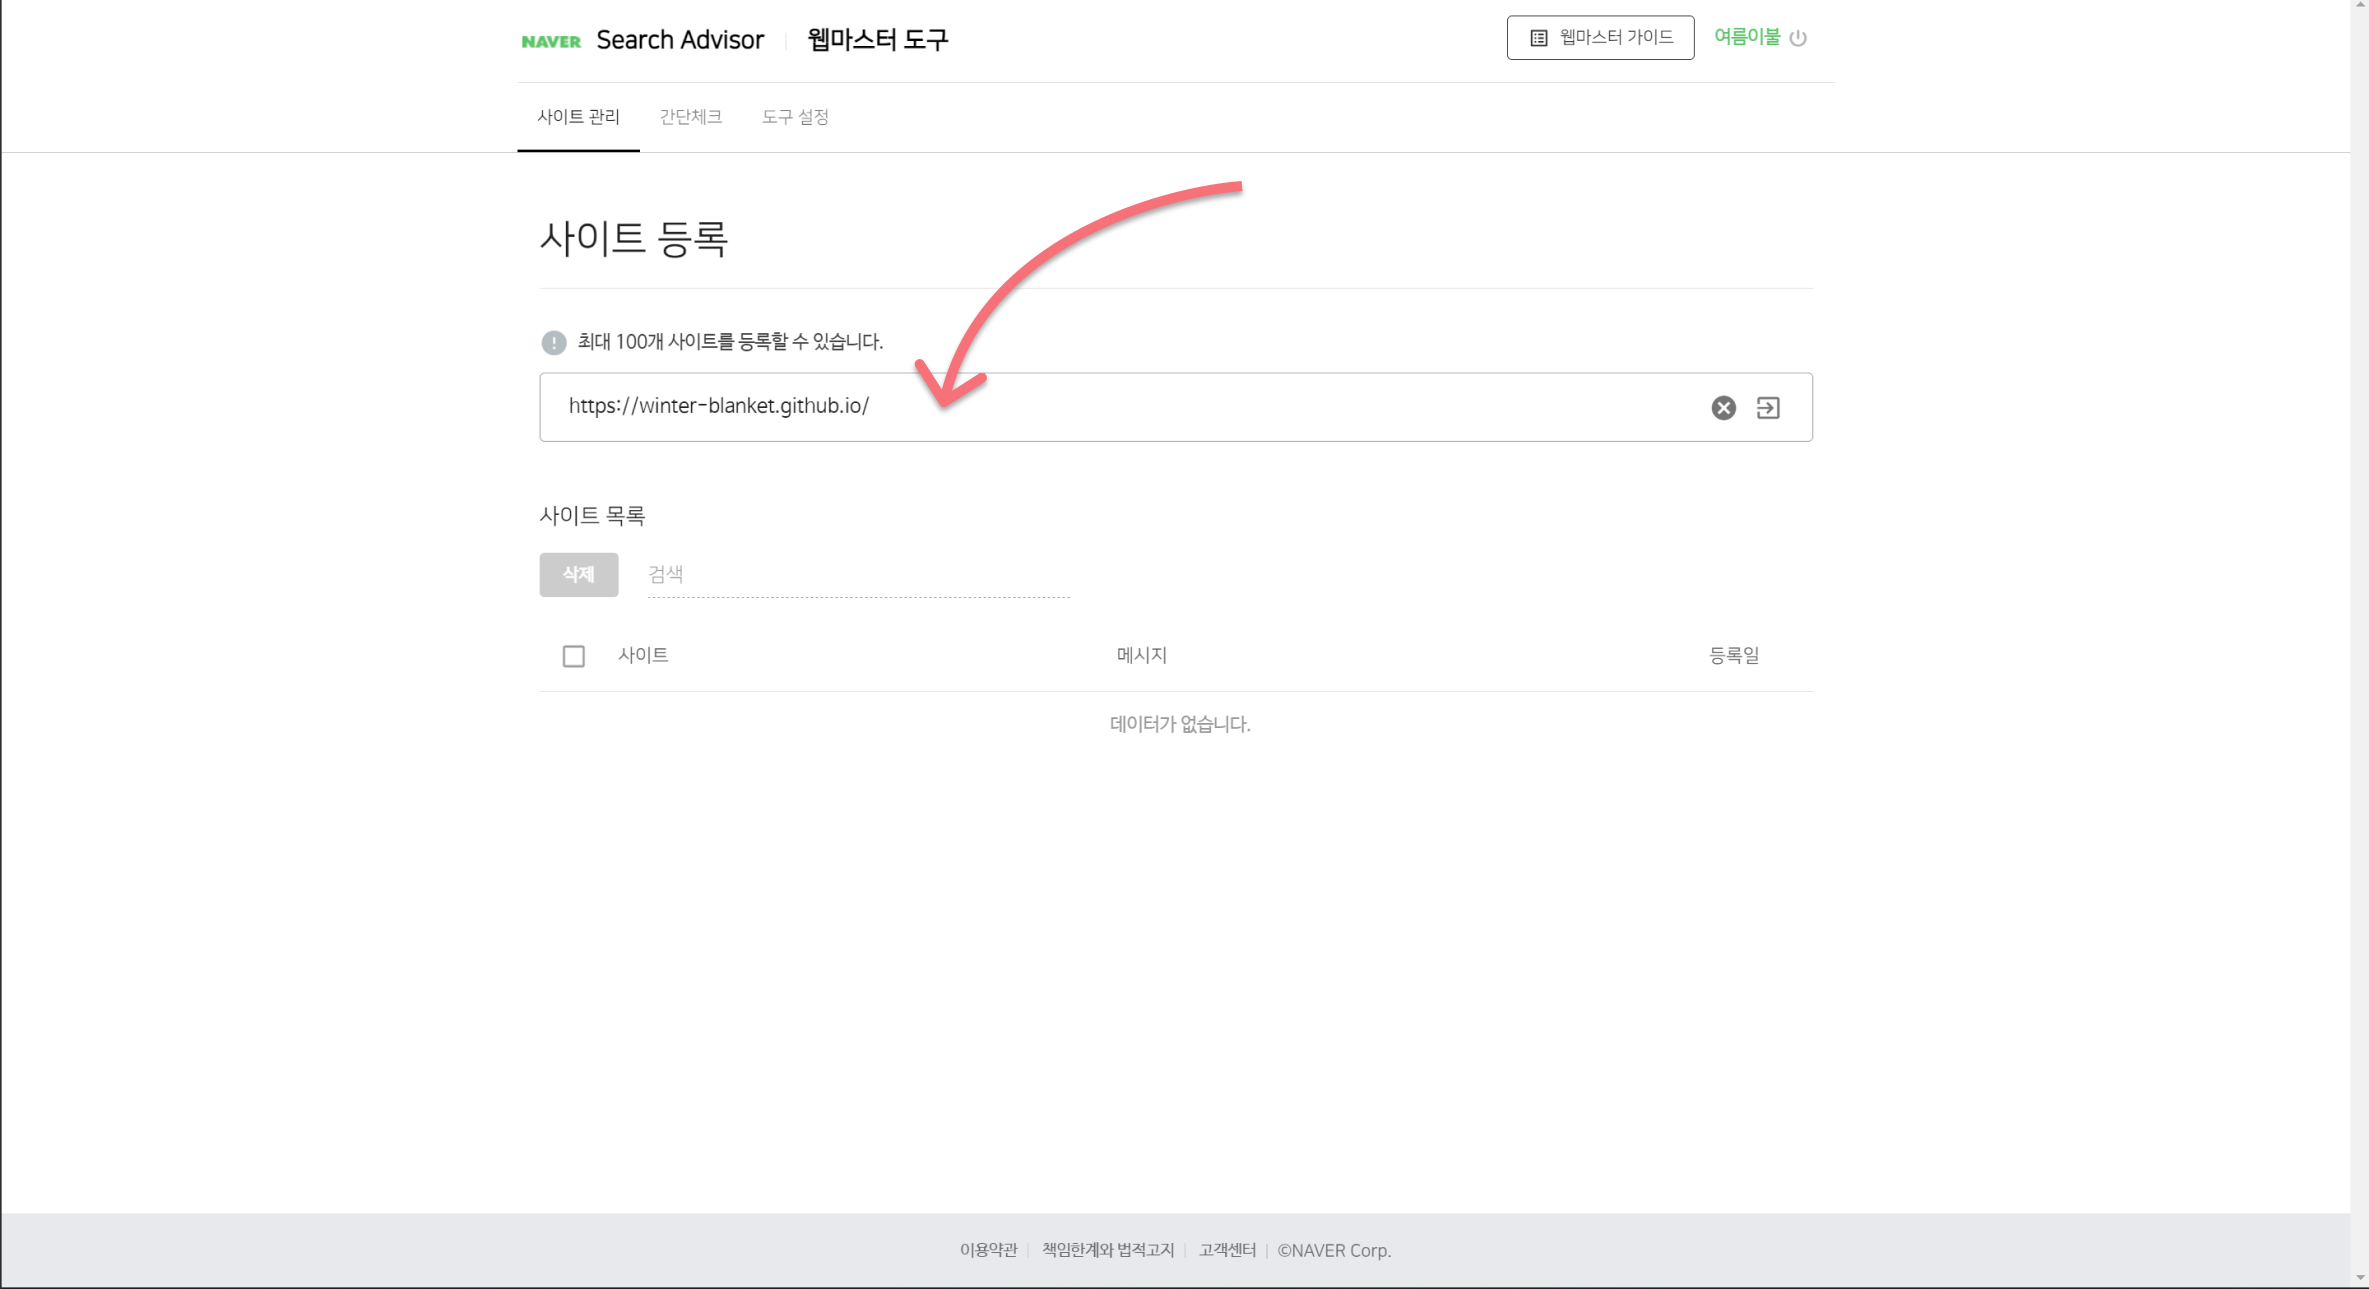 NAVER Search Advisor 웹마스터 도구
웹마스터 가이드 여름이불
사이트 관리 간단체크 도구 설정
사이트 등록
최대 100개 사이트를 등록할 수 있습니다.
https://winter-blanket.github.io/
사이트 목록
삭제 검색
사이트 메시지 등록일
데이터가 없습니다.
이용약관 책임한계와 법적고지 고객센터 ©NAVER Corp.